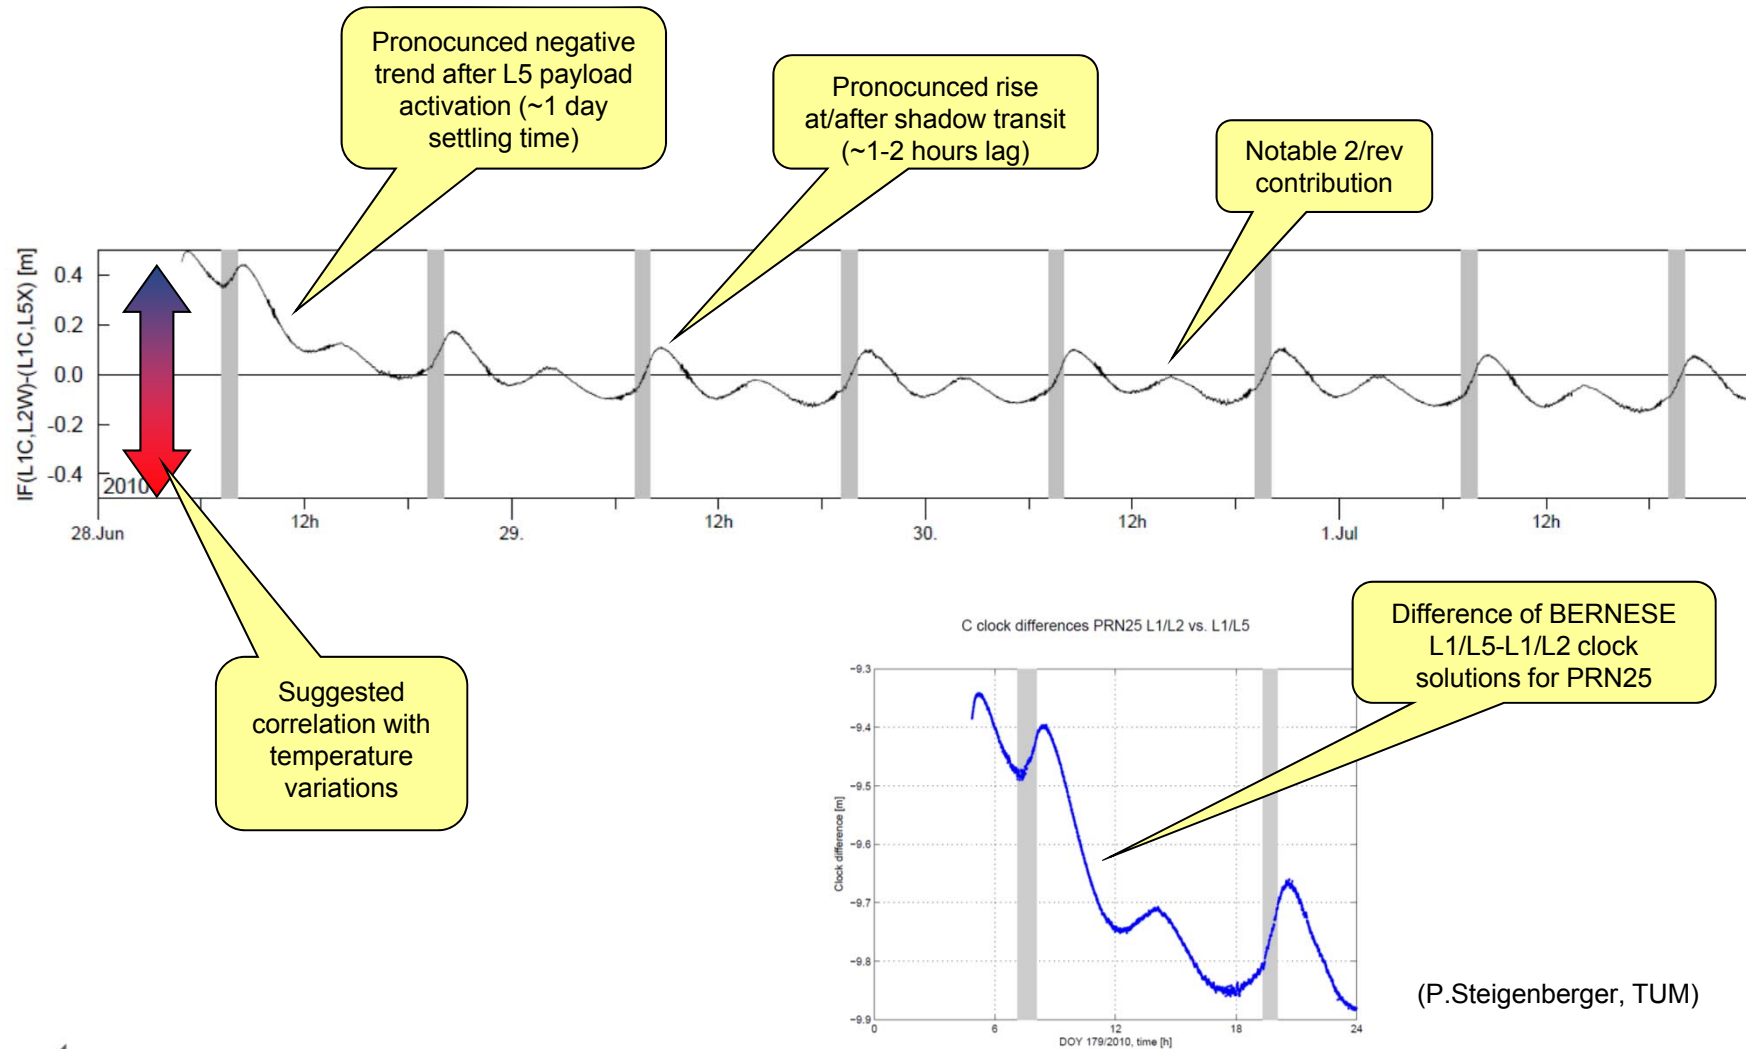 Pronocunced negative
trend after L5 payload
activation (~1 day
settling time)
Pronocunced rise
at/after shadow transit
(~1-2 hours lag)
Notable 2/rev
contribution
IF(L1C,L2W)-(L1C,L5X) [m]
0.4
0.2
0.0
-0.2
-0.4
2010
12h
12h
12h
12h
28.Jun
29.
30.
1.Jul
Suggested
correlation with
temperature
variations
Difference of BERNESE
L1/L5-L1/L2 clock
solutions for PRN25
C clock differences PRN25 L1/L2 vs. L1/L5
Clock difference [m]
−9.3
−9.4
−9.5
−9.6
−9.7
−9.8
−9.9
0
6
12
18
24
DOY 179/2010, time [h]
(P.Steigenberger, TUM)